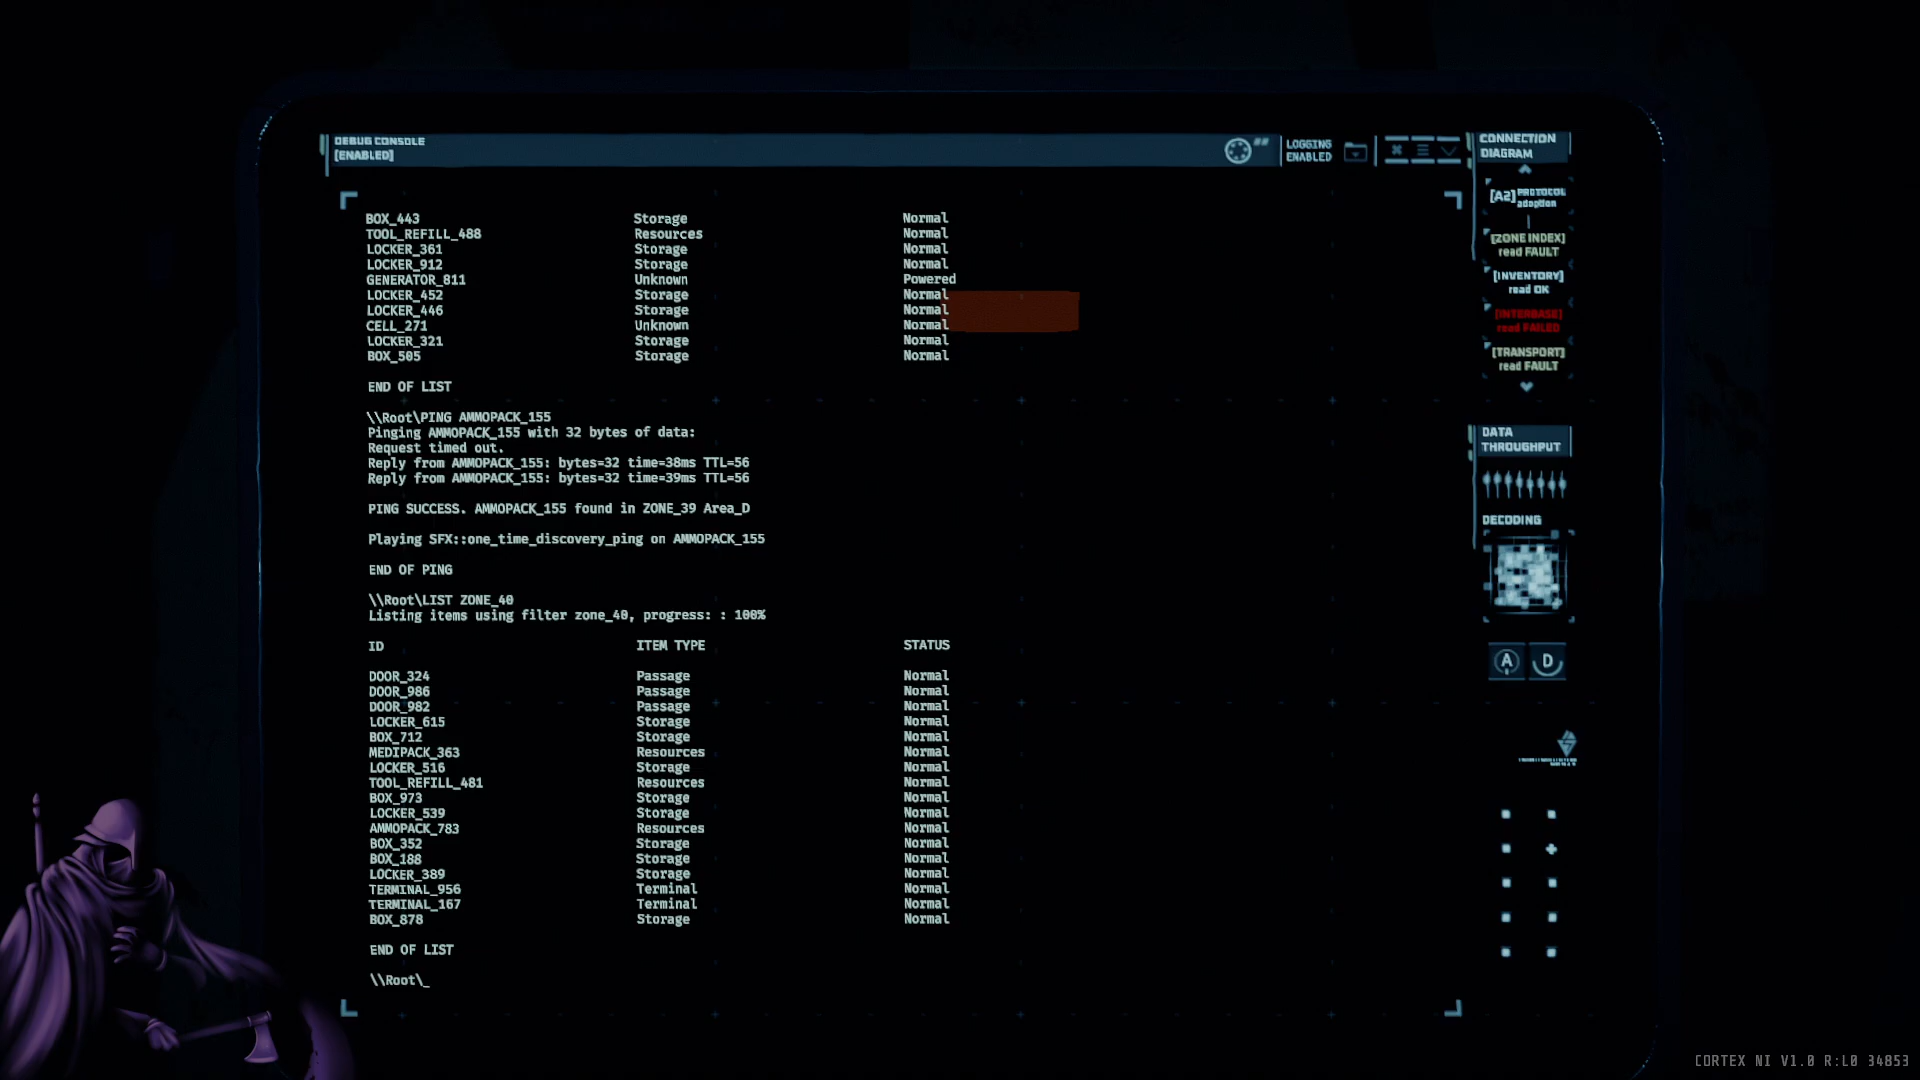 DEBUG CONSOLE
[ENABLED]
LOGGING
ENABLED
BOX_443 Storage Normal
TOOL_REFILL_488 Resources Normal
LOCKER_361 Storage Normal
LOCKER_912 Storage Normal
GENERATOR_811 Unknown Powered
LOCKER_452 Storage Normal
LOCKER_446 Storage Normal
CELL_271 Unknown Normal
LOCKER_321 Storage Normal
BOX_505 Storage Normal
END OF LIST
\\Root\PING AMMOPACK_155
Pinging AMMOPACK_155 with 32 bytes of data:
Request timed out.
Reply from AMMOPACK_155: bytes=32 time=38ms TTL=56
Reply from AMMOPACK_155: bytes=32 time=39ms TTL=56
PING SUCCESS. AMMOPACK_155 found in ZONE_39 Area_D
Playing SFX::one_time_discovery_ping on AMMOPACK_155
END OF PING
\\Root\LIST ZONE_40
Listing items using filter zone_40, progress: : 100%
ID ITEM TYPE STATUS
DOOR_324 Passage Normal
DOOR_986 Passage Normal
DOOR_982 Passage Normal
LOCKER_615 Storage Normal
BOX_712 Storage Normal
MEDIPACK_363 Resources Normal
LOCKER_516 Storage Normal
TOOL_REFILL_481 Resources Normal
BOX_973 Storage Normal
LOCKER_539 Storage Normal
AMMOPACK_783 Resources Normal
BOX_352 Storage Normal
BOX_188 Storage Normal
LOCKER_389 Storage Normal
TERMINAL_956 Terminal Normal
TERMINAL_167 Terminal Normal
BOX_878 Storage Normal
END OF LIST
\\Root\_
CONNECTION
DIAGRAM
[A2] PROTOCOL
adaption
[ZONE INDEX]
read FAULT
[INVENTORY]
read OK
[INTERBASE]
read FAILED
[TRANSPORT]
read FAULT
DATA
THROUGHPUT
DECODING
A D
CORTEX NI V1.0 R:L0 34853